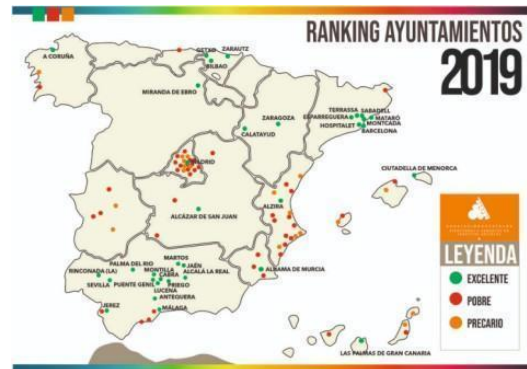 RANKING AYUNTAMIENTOS
2019
A CORUÑA
GETXO
ZARAUTZ
BILBAO
MIRANDA DE EBRO
ZARAGOZA
CALATAYUD
TERRASSA
SABADELL
ESPARREGUERA
MATARÓ
HOSPITALET
MONTCADA
BARCELONA
CIUTADELLA DE MENORCA
MADRID
ALZIRA
ALCÁZAR DE SAN JUAN
ALHAMA DE MURCIA
PALMA DEL RIO
MARTOS
RINCONADA (LA)
MONTILLA
JAÉN
CABRA
ALCALÁ LA REAL
SEVILLA
PUENTE GENIL
PRIEGO
LUCENA
ANTEQUERA
JEREZ
MÁLAGA
LAS PALMAS DE GRAN CANARIA
LEYENDA
EXCELENTE
POBRE
PRECARIO